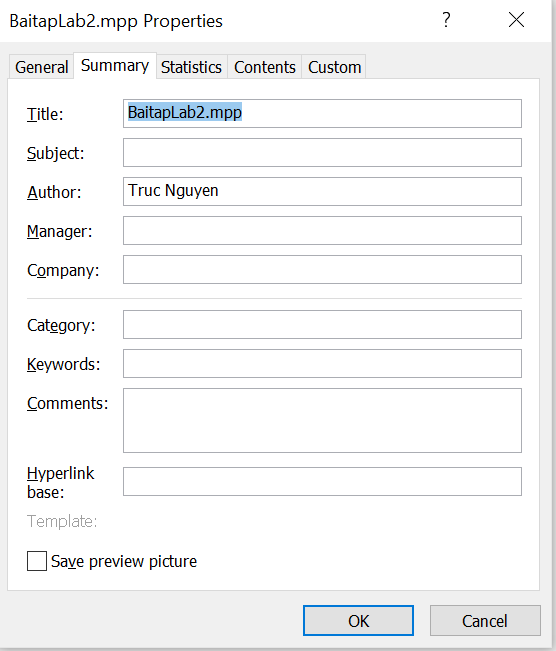 BaitapLab2.mpp Properties ?
General Summary Statistics Contents Custom
Title: BaitapLab2.mpp
Subject:
Author: Truc Nguyen
Manager:
Company:
Category:
Keywords:
Comments:
Hyperlink
base:
Template:
Save preview picture
OK Cancel